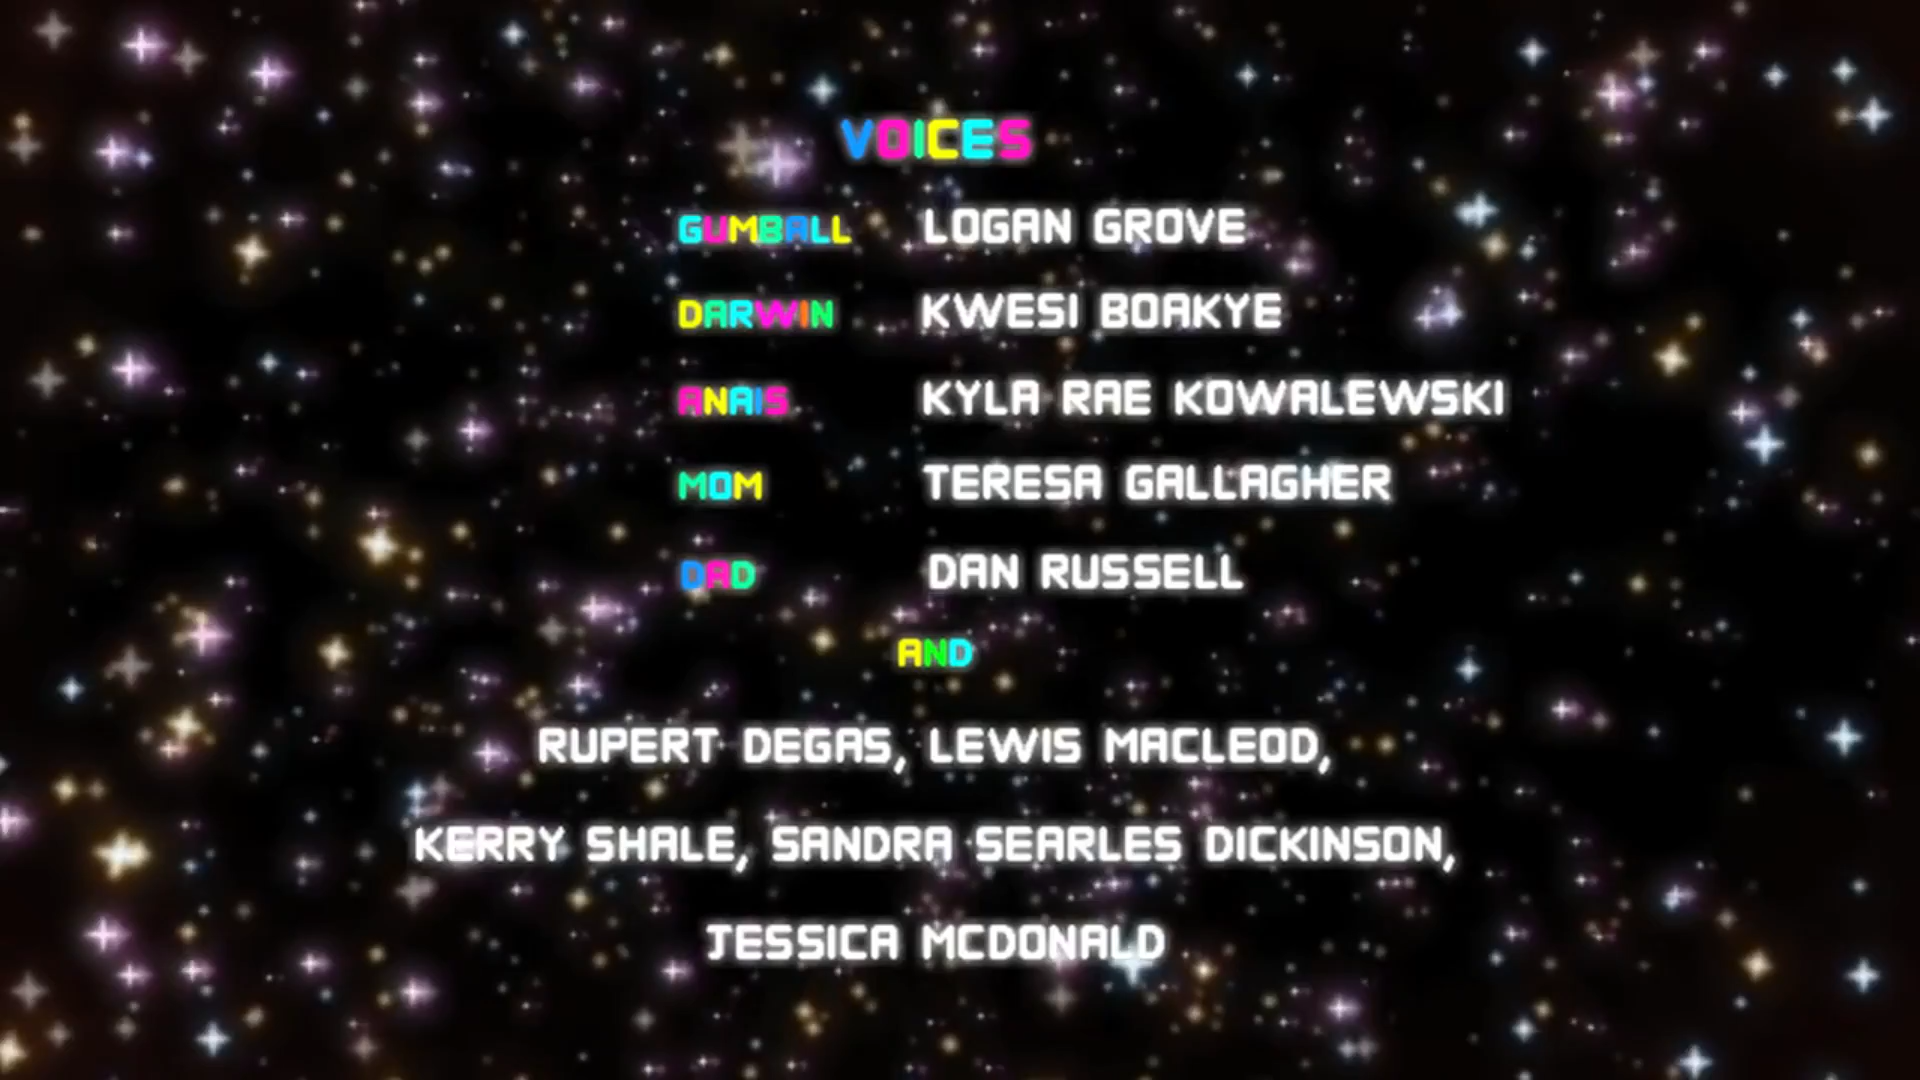 VOICES
GUMBALL LOGAN GROVE
DARWIN KWESI BOAKYE
ANAIS KYLA RAE KOWALEWSKI
MOM TERESA GALLAGHER
DAD DAN RUSSELL
AND
RUPERT DEGAS, LEWIS MACLEOD,
KERRY SHALE, SANDRA SEARLES DICKINSON,
JESSICA MCDONALD